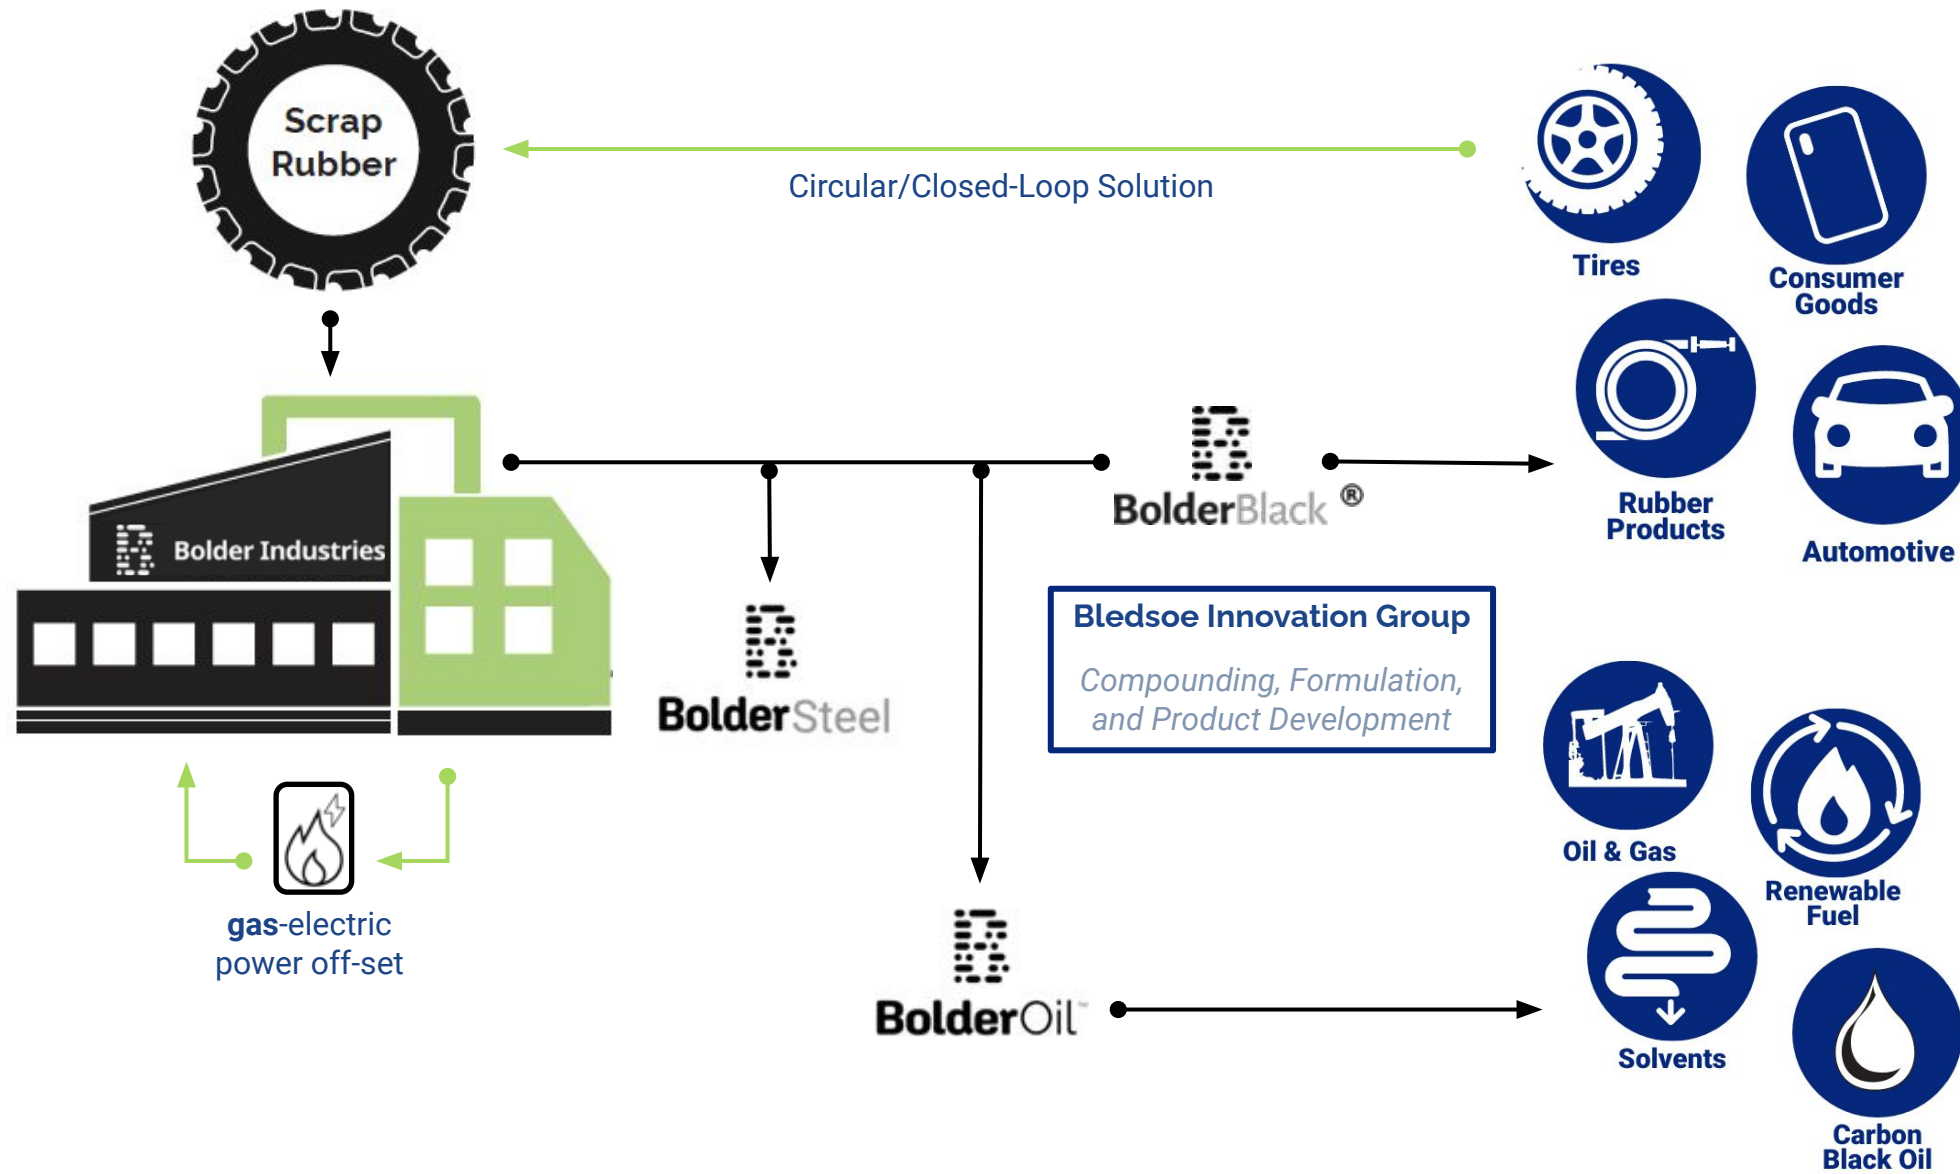 Scrap
Rubber
Circular/Closed-Loop Solution
Tires
Consumer
Goods
Rubber
Products
Automotive
Bolder Industries
BolderBlack ®
BolderSteel
Bledsoe Innovation Group
Compounding, Formulation,
and Product Development
gas-electric
power off-set
BolderOil™
Oil & Gas
Renewable
Fuel
Solvents
Carbon
Black Oil